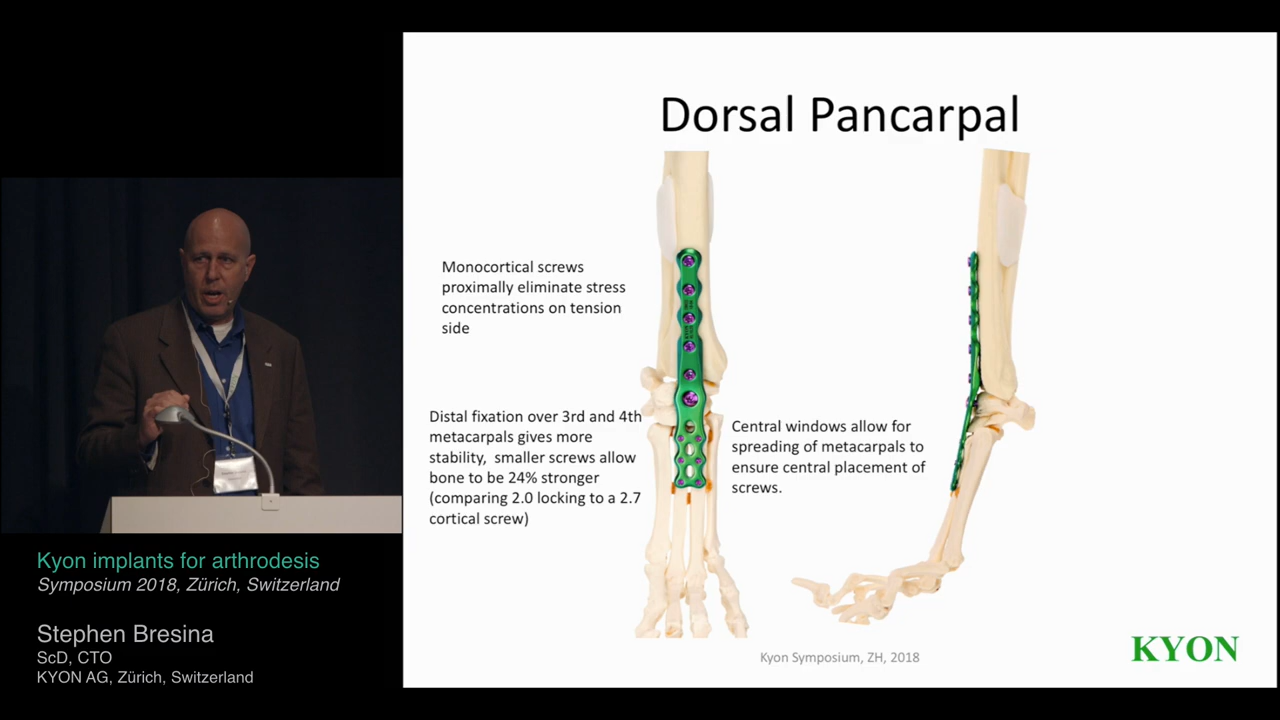 Dorsal Pancarpal
Monocortical screws
proximally eliminate stress
concentrations on tension
side
Distal fixation over 3rd and 4th
metacarpals gives more
stability, smaller screws allow
bone to be 24% stronger
(comparing 2.0 locking to a 2.7
cortical screw)
Central windows allow for
spreading of metacarpals to
ensure central placement of
screws.
Kyon Symposium, ZH, 2018
KYON
Kyon implants for arthrodesis
Symposium 2018, Zürich, Switzerland
Stephen Bresina
ScD, CTO
KYON AG, Zürich, Switzerland